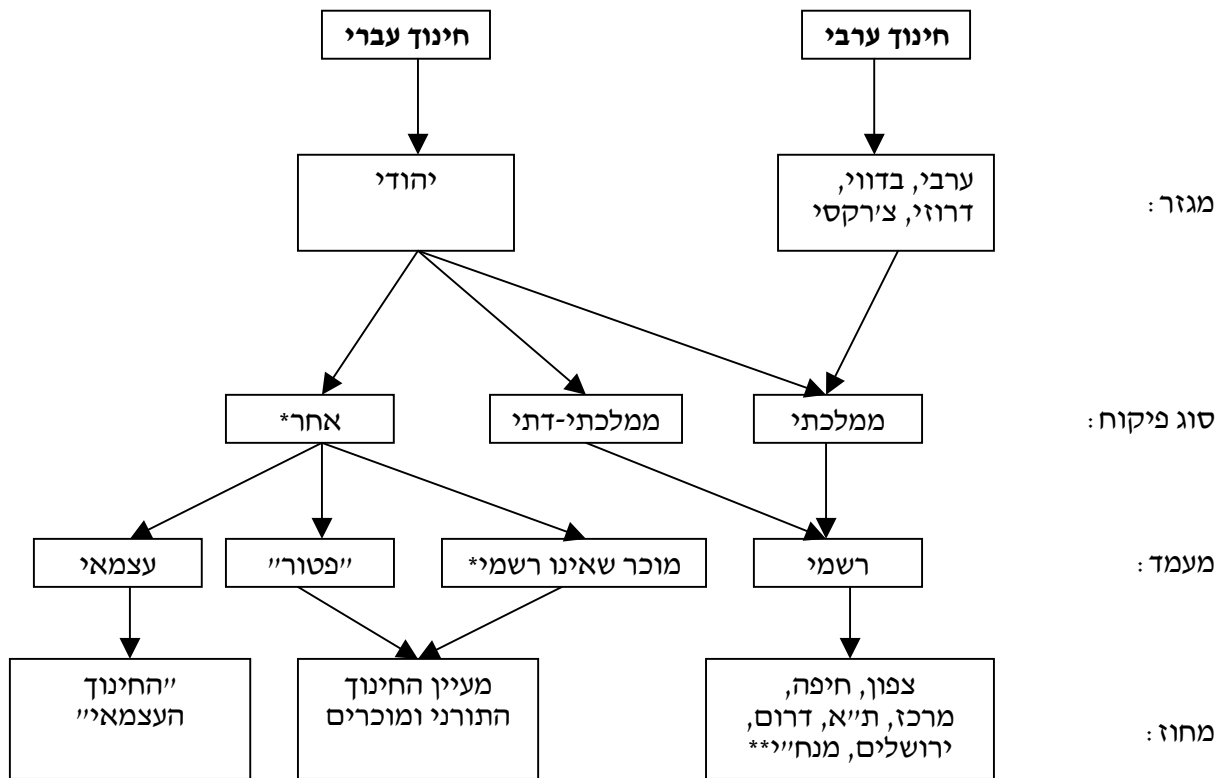 חינוך ערבי
חינוך עברי
מגזר:
ערבי, בדווי,
דרוזי, צ׳רקסי
יהודי
סוג פיקוח:
ממלכתי
ממלכתי-דתי
אחר*
מעמד:
רשמי
מוכר שאינו רשמי*
״פטור״
עצמאי
מחוז:
צפון, חיפה,
מרכז, ת״א, דרום,
ירושלים, מנח״י**
מעיין החינוך
התורני ומוכרים
״החינוך
העצמאי״